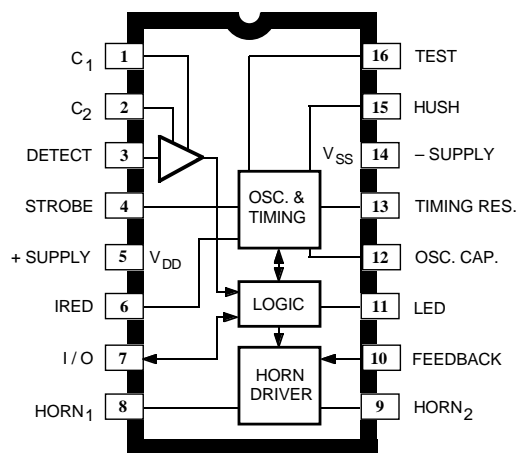 C1 1 16 TEST
C2 2 15 HUSH
DETECT 3 VSS 14 – SUPPLY
STROBE 4 OSC. & TIMING 13 TIMING RES.
+ SUPPLY 5 VDD 12 OSC. CAP.
IRED 6 LOGIC 11 LED
I / O 7 10 FEEDBACK
HORN1 8 HORN DRIVER 9 HORN2